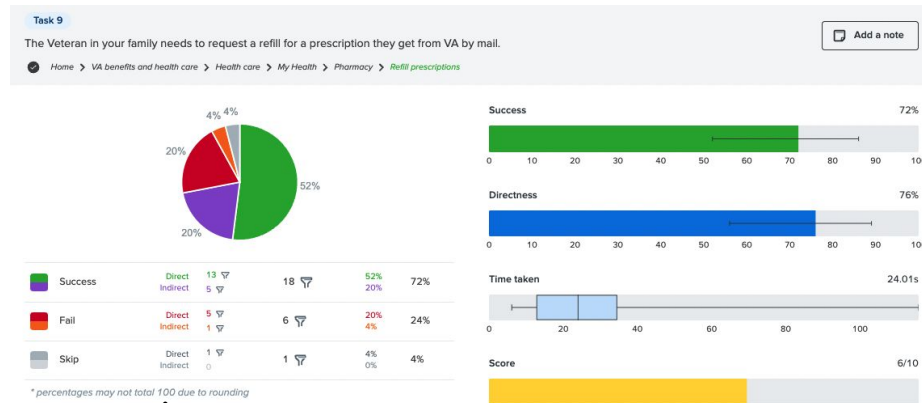 Task 9
The Veteran in your family needs to request a refill for a prescription they get from VA by mail.
Add a note
Home > VA benefits and health care > Health care > My Health > Pharmacy > Refill prescriptions
4% 4%
20%
52%
20%
Success Direct 13 18 52% 72%
Indirect 5 20%
Fail Direct 5 6 20% 24%
Indirect 1 4%
Skip Direct 1 1 4% 4%
Indirect 0 0%
* percentages may not total 100 due to rounding
Success 72%
0 10 20 30 40 50 60 70 80 90 10
Directness 76%
0 10 20 30 40 50 60 70 80 90 10
Time taken 24.01s
0 20 40 60 80 100
Score 6/10